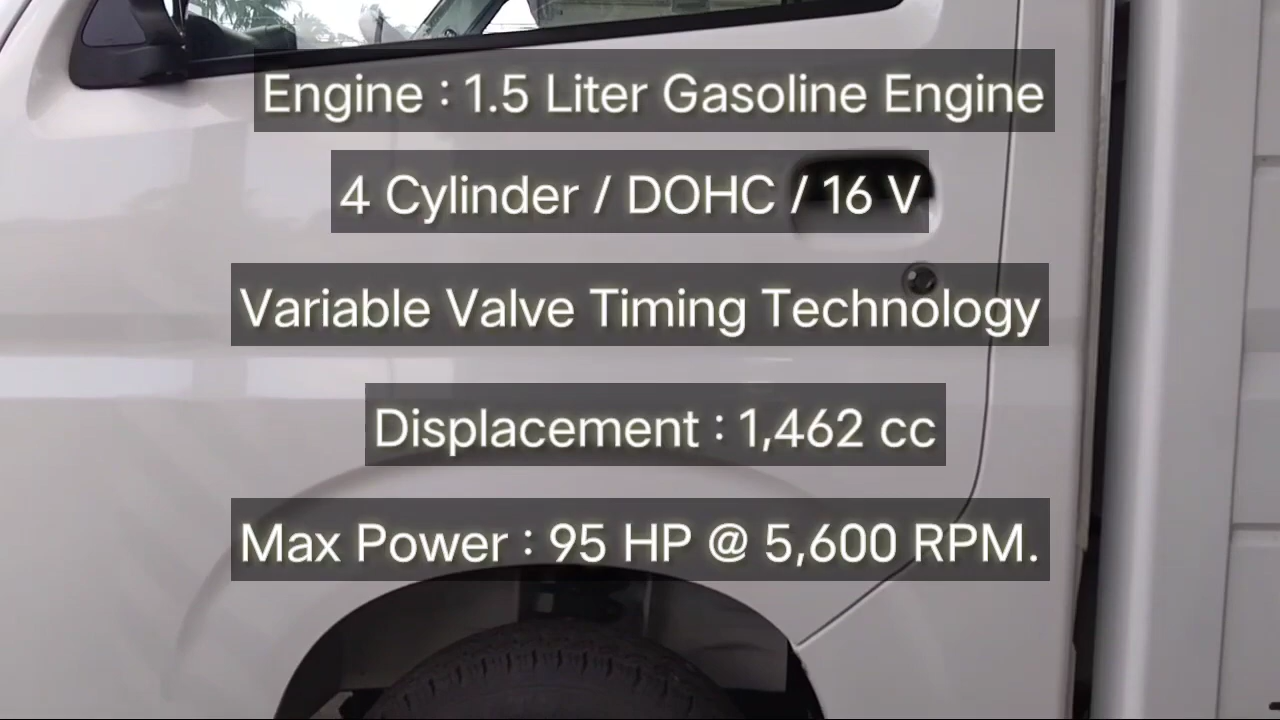 Engine : 1.5 Liter Gasoline Engine
4 Cylinder / DOHC / 16 V
Variable Valve Timing Technology
Displacement : 1,462 cc
Max Power : 95 HP @ 5,600 RPM.